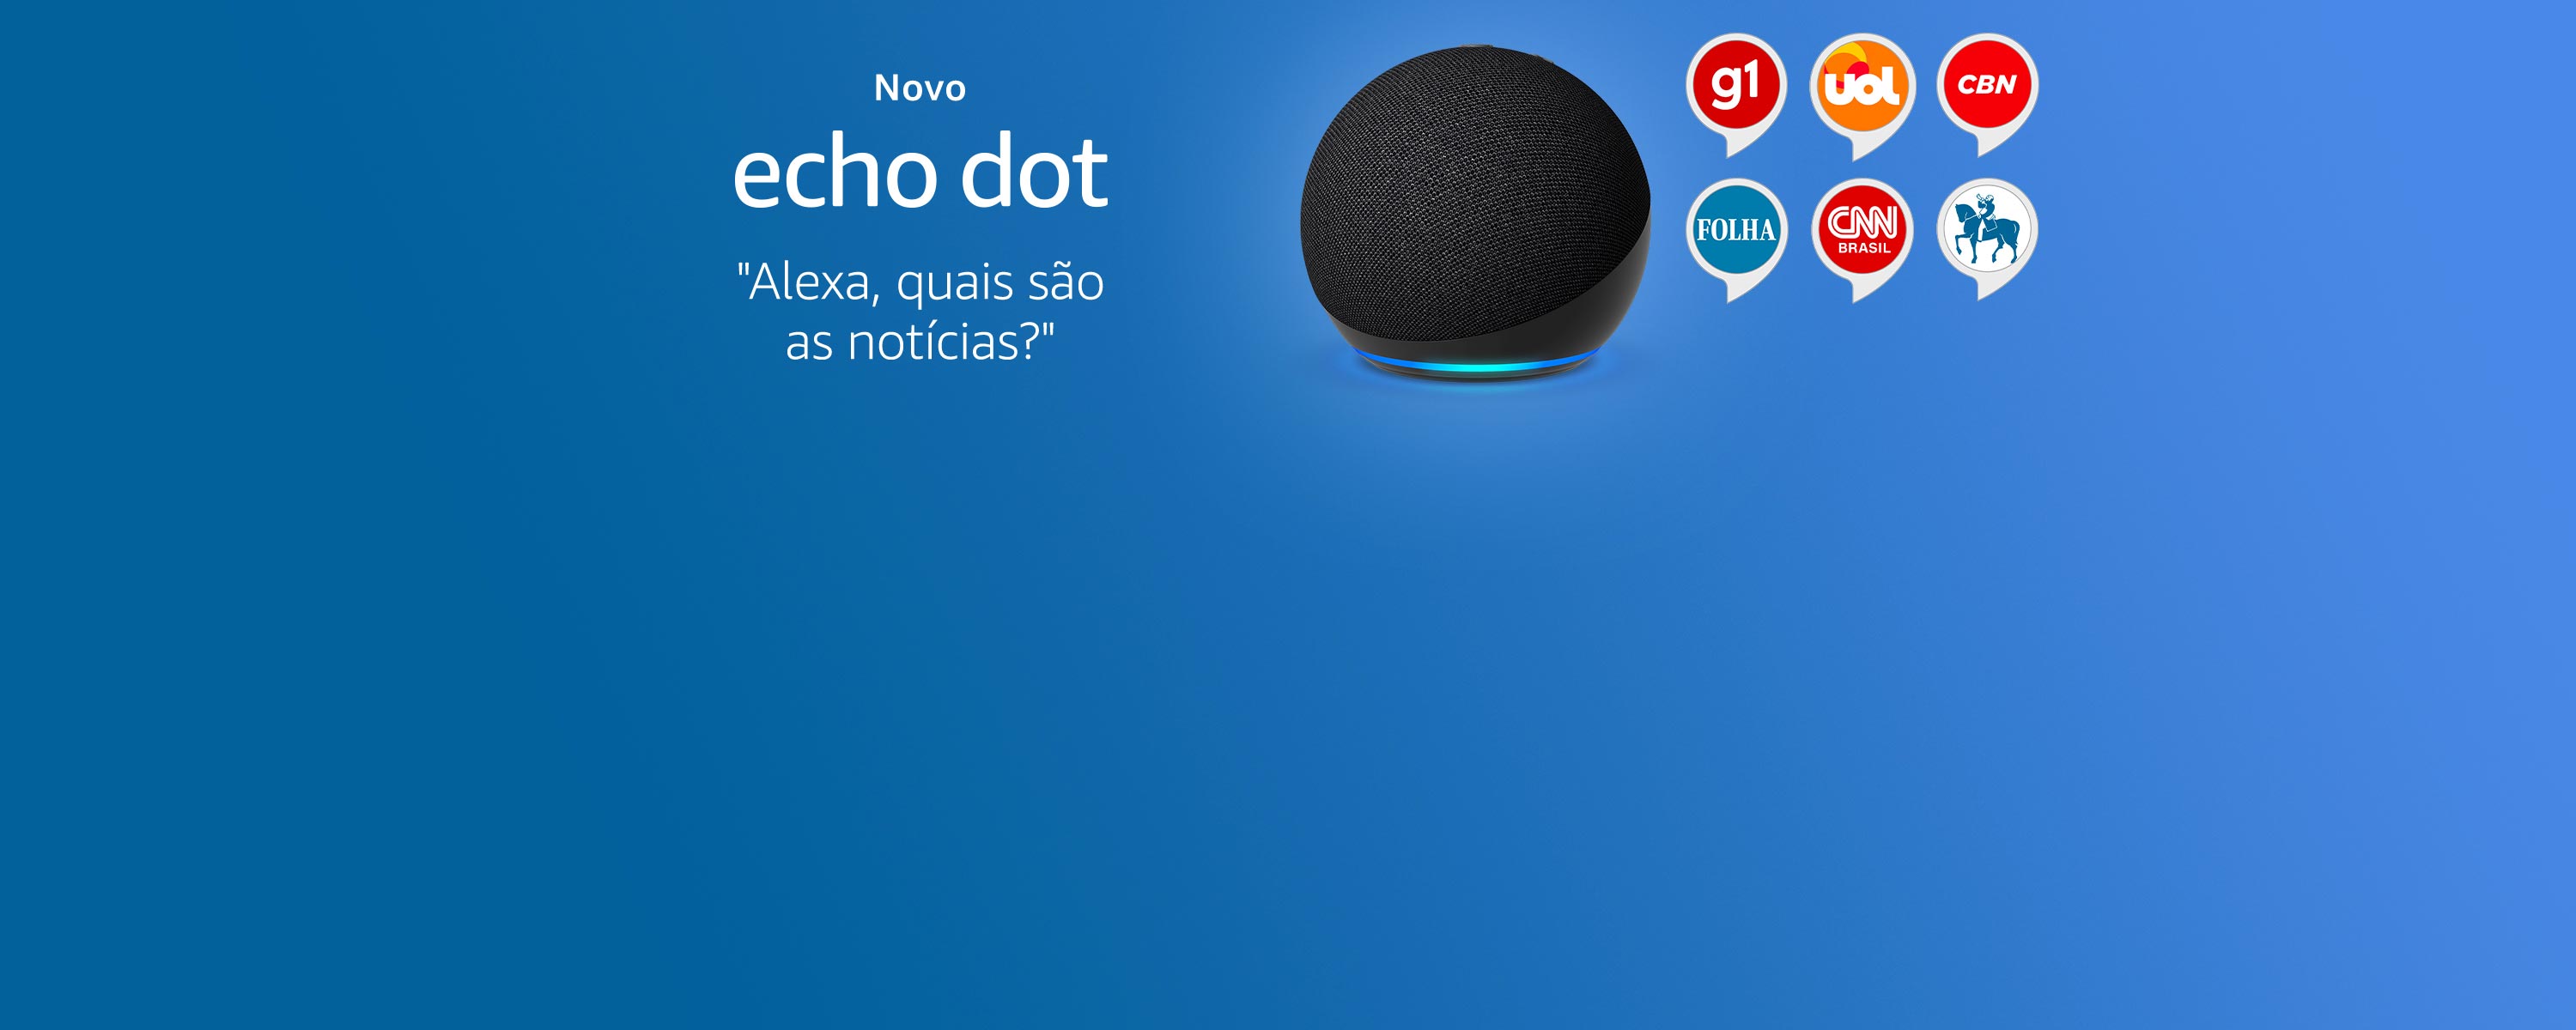 Novo
echo dot
"Alexa, quais são
as notícias?"
g1
uol
CBN
FOLHA
CNN
BRASIL